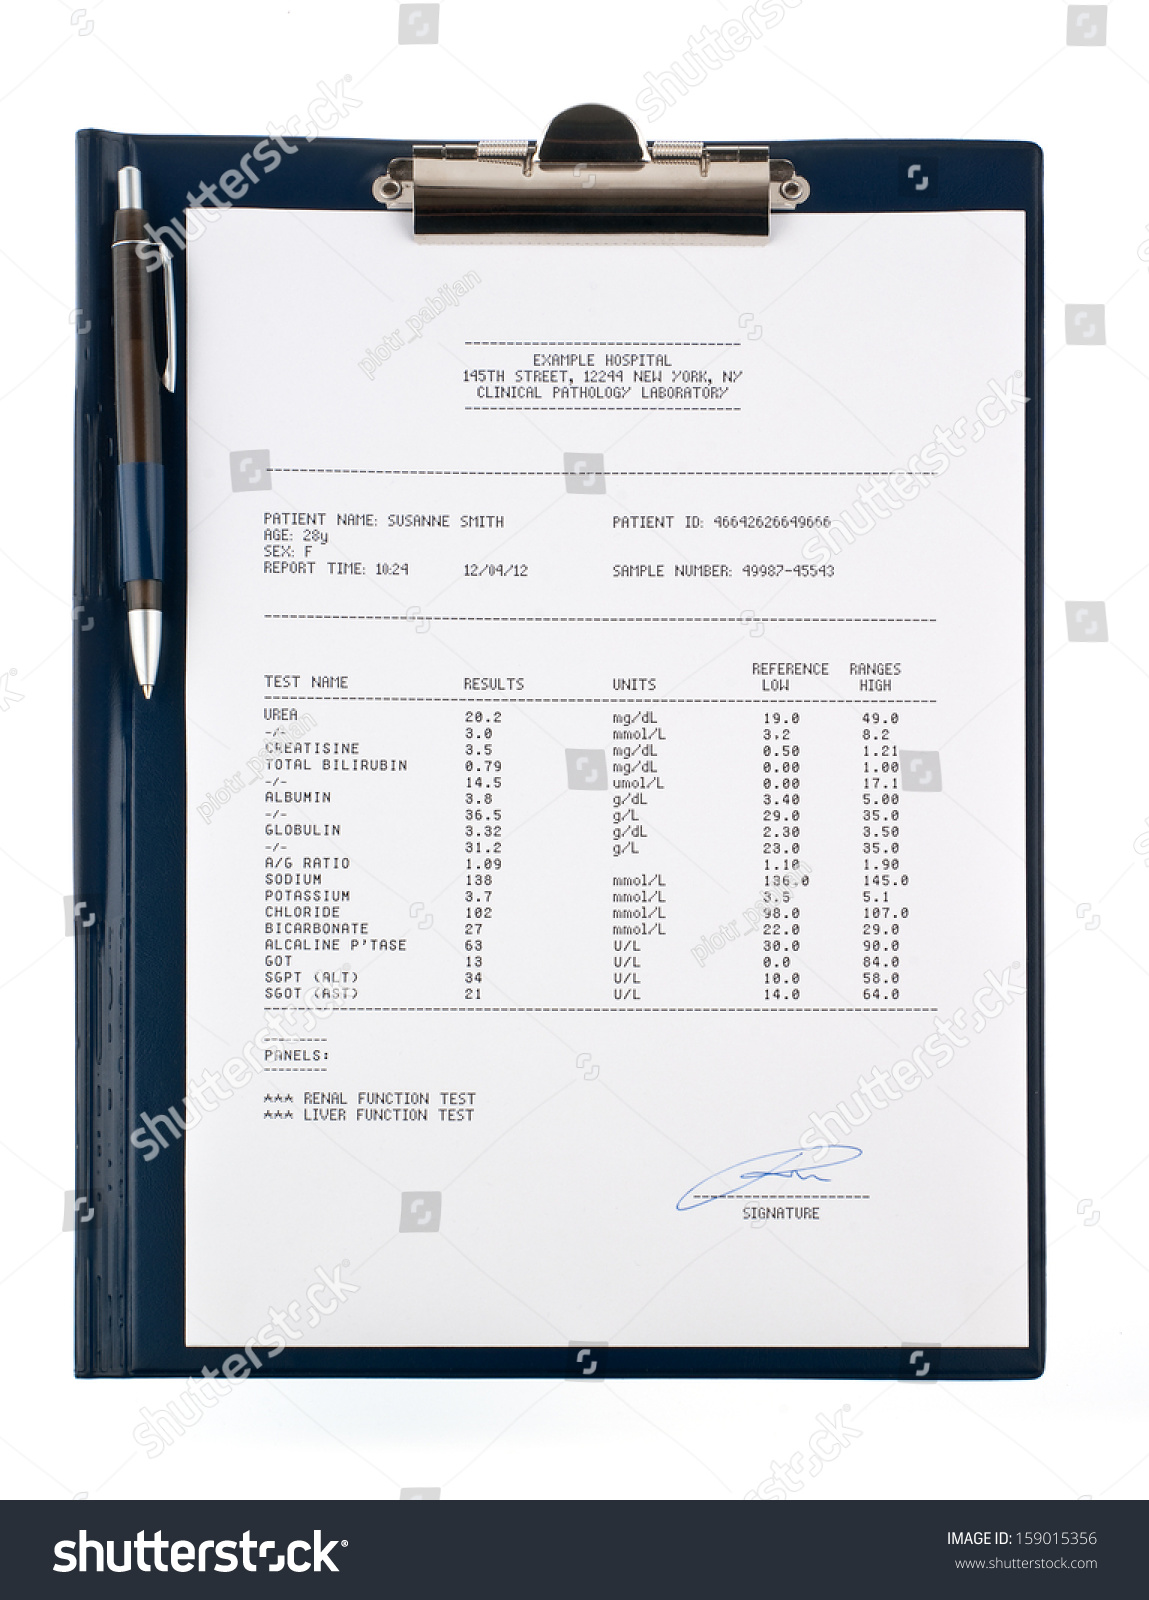 EXAMPLE HOSPITAL
145TH STREET, 12244 NEW YORK, NY
CLINICAL PATHOLOGY LABORATORY
PATIENT NAME: SUSANNE SMITH PATIENT ID: 46642626649666
AGE: 28y
SEX: F
REPORT TIME: 10:24 12/04/12 SAMPLE NUMBER: 49987-45543
REFERENCE RANGES
TEST NAME RESULTS UNITS LOW HIGH
UREA 20.2 mg/dL 19.0 49.0
-/- 3.0 mmol/L 3.2 8.2
CREATISINE 3.5 mg/dL 0.50 1.21
TOTAL BILIRUBIN 0.79 mg/dL 0.00 1.00
-/- 14.5 umol/L 0.00 17.1
ALBUMIN 3.8 g/dL 3.40 5.00
-/- 36.5 g/L 29.0 35.0
GLOBULIN 3.32 g/dL 2.30 3.50
-/- 31.2 g/L 23.0 35.0
A/G RATIO 1.09 1.10 1.90
SODIUM 138 mmol/L 136.0 145.0
POTASSIUM 3.7 mmol/L 3.5 5.1
CHLORIDE 102 mmol/L 98.0 107.0
BICARBONATE 27 mmol/L 22.0 29.0
ALCALINE P'TASE 63 U/L 30.0 90.0
GOT 13 U/L 0.0 84.0
SGPT (ALT) 34 U/L 10.0 58.0
SGOT (AST) 21 U/L 14.0 64.0
PANELS:
*** RENAL FUNCTION TEST
*** LIVER FUNCTION TEST
SIGNATURE
shutterstock
piotr_pabijan
shutterstock
IMAGE ID: 159015356
www.shutterstock.com